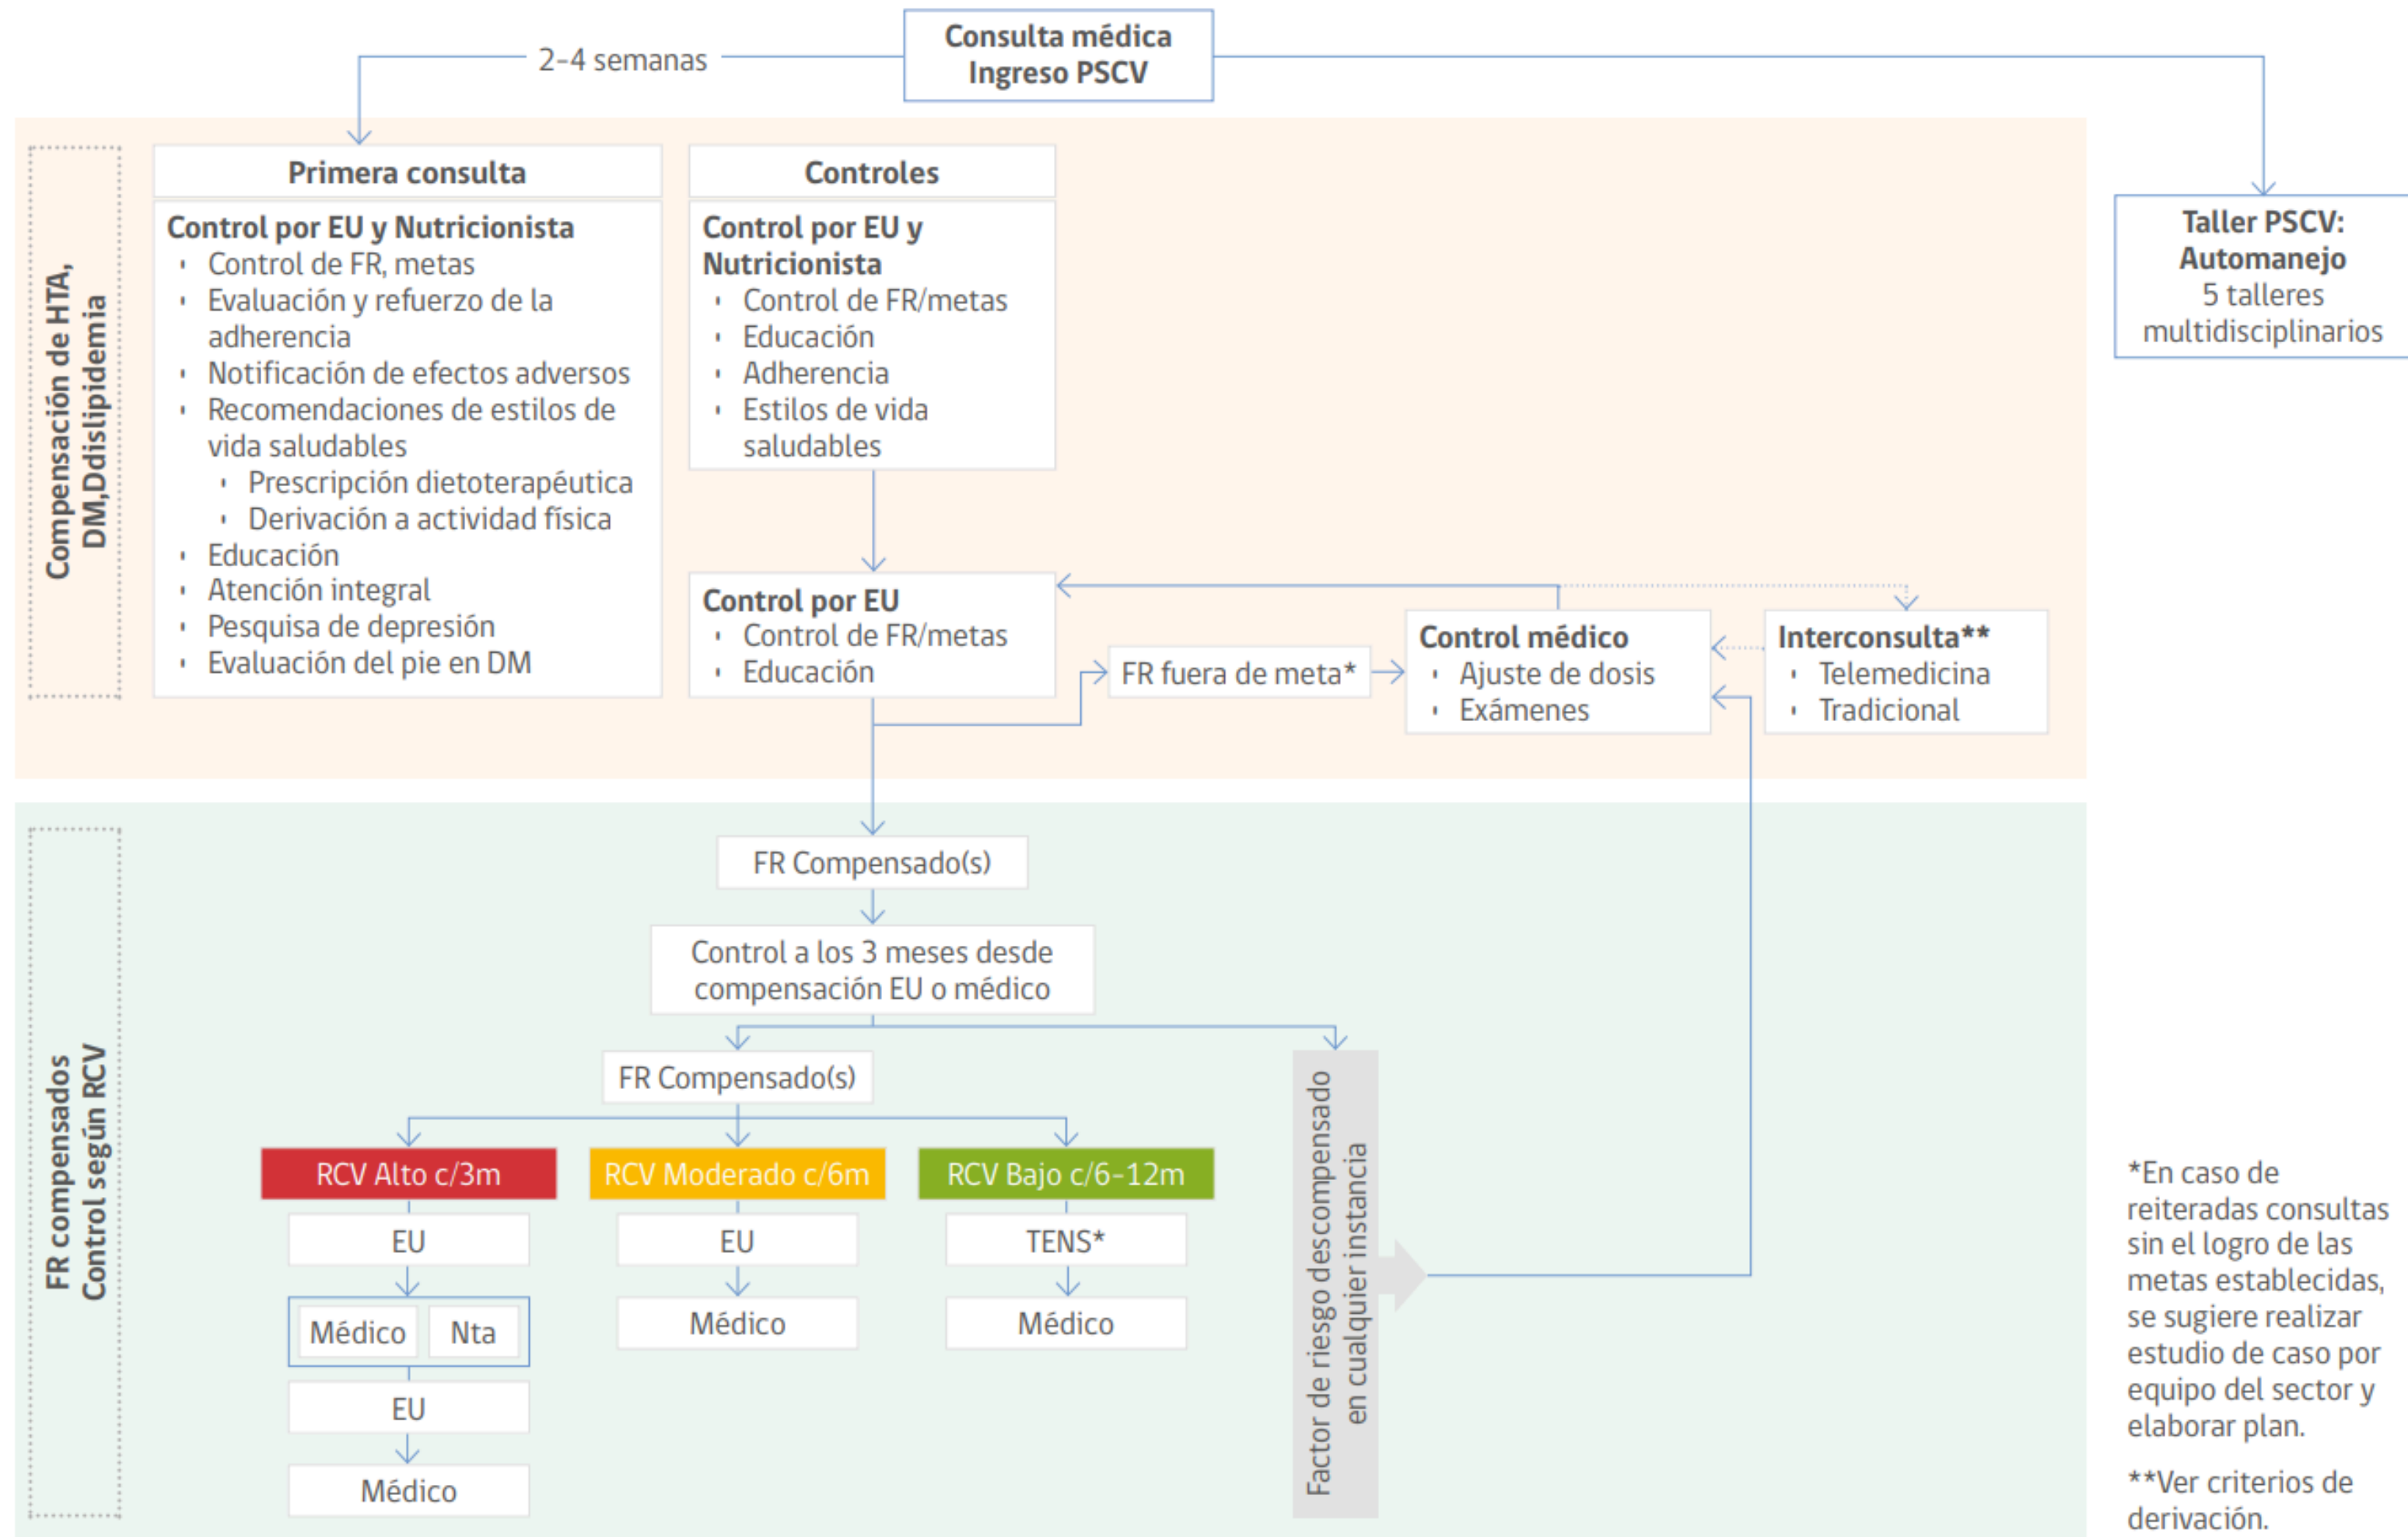 Consulta médica
Ingreso PSCV
2-4 semanas
Compensación de HTA,
DM,Ddislipidemia
Primera consulta
Control por EU y Nutricionista
Control de FR, metas
Evaluación y refuerzo de la
adherencia
Notificación de efectos adversos
Recomendaciones de estilos de
vida saludables
Prescripción dietoterapéutica
Derivación a actividad física
Educación
Atención integral
Pesquisa de depresión
Evaluación del pie en DM
Controles
Control por EU y
Nutricionista
Control de FR/metas
Educación
Adherencia
Estilos de vida
saludables
Control por EU
Control de FR/metas
Educación
FR fuera de meta*
Control médico
Ajuste de dosis
Exámenes
Interconsulta**
Telemedicina
Tradicional
Taller PSCV:
Automanejo
5 talleres
multidisciplinarios
FR compensados
Control según RCV
FR Compensado(s)
Control a los 3 meses desde
compensación EU o médico
FR Compensado(s)
RCV Alto c/3m
EU
Médico
Nta
EU
Médico
RCV Moderado c/6m
EU
Médico
RCV Bajo c/6-12m
TENS*
Médico
Factor de riesgo descompensado
en cualquier instancia
*En caso de
reiteradas consultas
sin el logro de las
metas establecidas,
se sugiere realizar
estudio de caso por
equipo del sector y
elaborar plan.
**Ver criterios de
derivación.